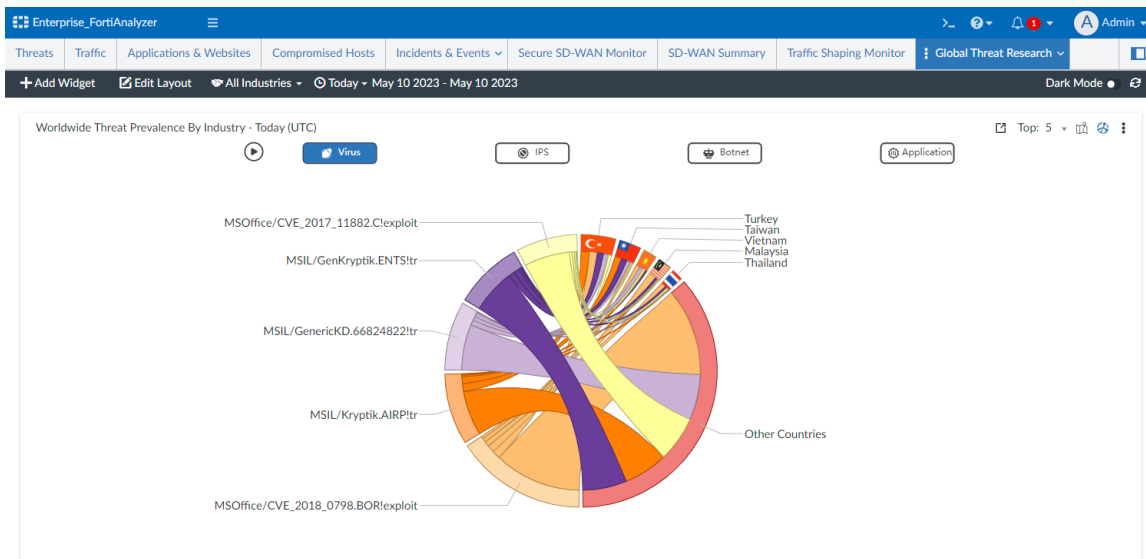 Enterprise_FortiAnalyzer
>_ ? 1 A Admin
Threats Traffic Applications & Websites Compromised Hosts Incidents & Events Secure SD-WAN Monitor SD-WAN Summary Traffic Shaping Monitor Global Threat Research
+ Add Widget Edit Layout All Industries Today May 10 2023 - May 10 2023 Dark Mode
Worldwide Threat Prevalence By Industry - Today (UTC) Top: 5
Virus IPS Botnet Application
MSOffice/CVE_2017_11882.C!exploit
MSIL/GenKryptik.ENTS!tr
MSIL/GenericKD.66824822!tr
MSIL/Kryptik.AIRP!tr
MSOffice/CVE_2018_0798.BOR!exploit
Turkey
Taiwan
Vietnam
Malaysia
Thailand
Other Countries